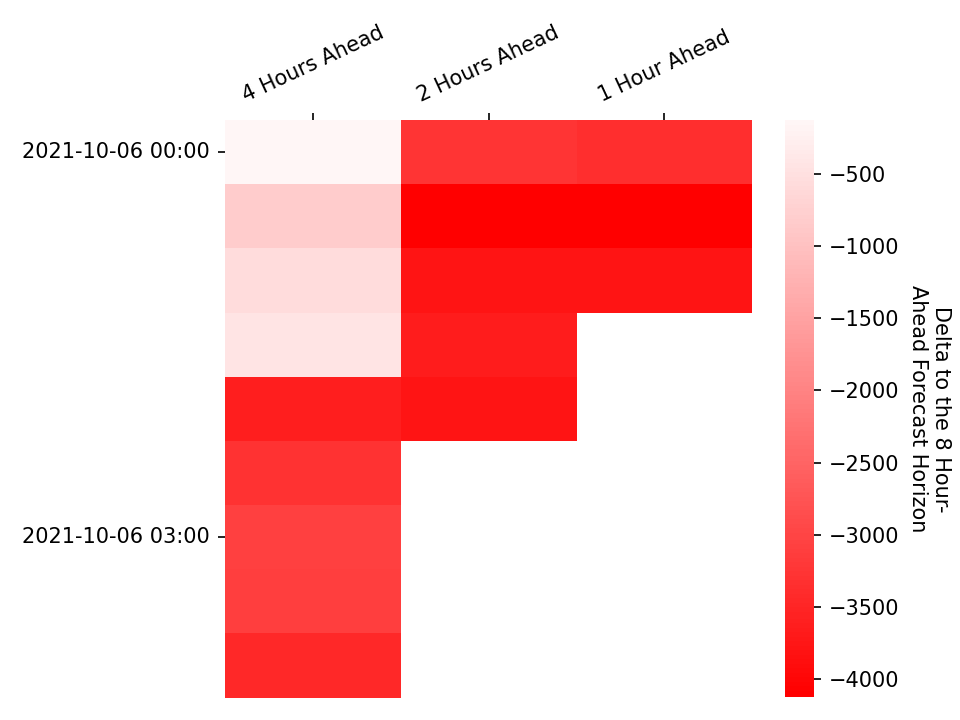 4 Hours Ahead
2 Hours Ahead
1 Hour Ahead
2021-10-06 00:00
2021-10-06 03:00
−500
−1000
−1500
−2000
−2500
−3000
−3500
−4000
Delta to the 8 Hour-
Ahead Forecast Horizon